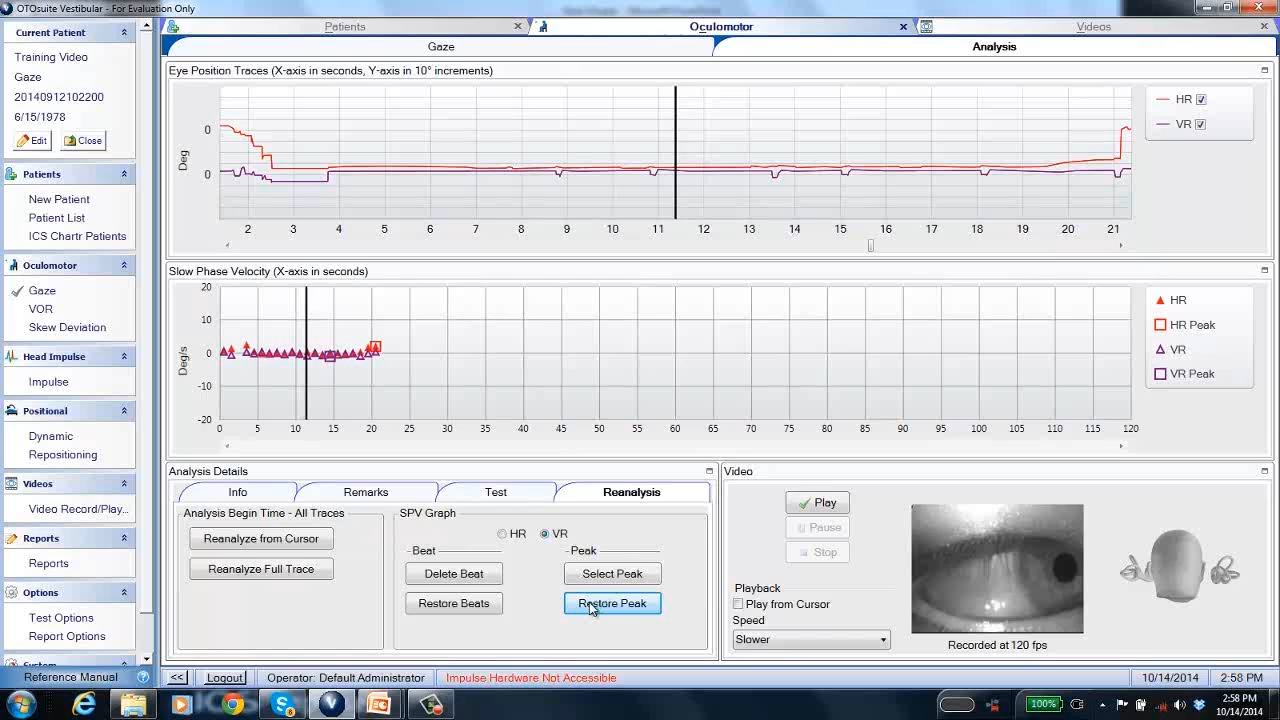 OTOsuite Vestibular - For Evaluation Only
Current Patient
Training Video
Gaze
20140912102200
6/15/1978
Edit
Close
Patients
New Patient
Patient List
ICS Chartr Patients
Oculomotor
Gaze
VOR
Skew Deviation
Head Impulse
Impulse
Positional
Dynamic
Repositioning
Videos
Video Record/Play...
Reports
Reports
Options
Test Options
Report Options
System
Reference Manual
Patients
Oculomotor
Videos
Gaze
Analysis
Eye Position Traces (X-axis in seconds, Y-axis in 10° increments)
Deg
0
0
2 3 4 5 6 7 8 9 10 11 12 13 14 15 16 17 18 19 20 21
HR
VR
Slow Phase Velocity (X-axis in seconds)
Deg/s
20
10
0
-10
-20
0 5 10 15 20 25 30 35 40 45 50 55 60 65 70 75 80 85 90 95 100 105 110 115 120
HR
HR Peak
VR
VR Peak
Analysis Details
Info
Remarks
Test
Reanalysis
Analysis Begin Time - All Traces
Reanalyze from Cursor
Reanalyze Full Trace
SPV Graph
HR
VR
Beat
Peak
Delete Beat
Select Peak
Restore Beats
Restore Peak
Video
Play
Pause
Stop
Playback
Play from Cursor
Speed
Slower
Recorded at 120 fps
<<
Logout
Operator: Default Administrator
Impulse Hardware Not Accessible
10/14/2014
2:58 PM
100%
2:58 PM
10/14/2014